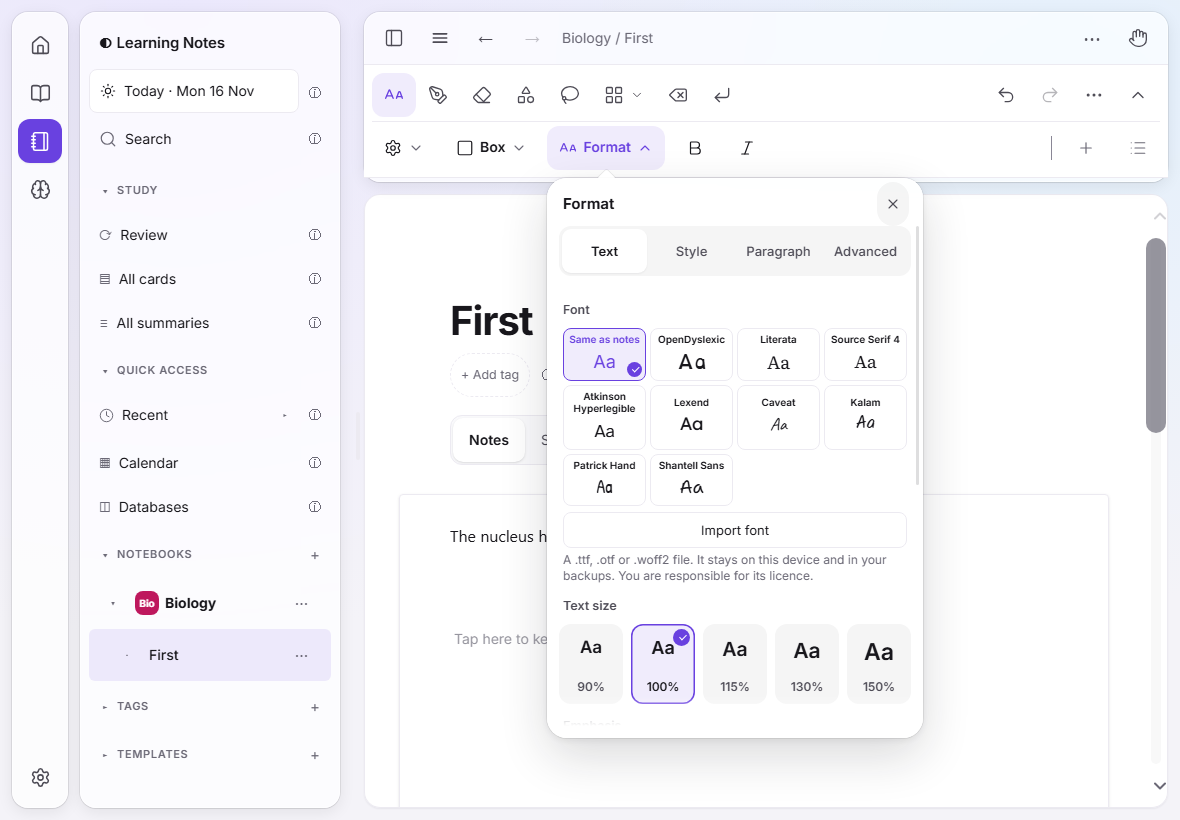 Learning Notes
Today · Mon 16 Nov
Search
STUDY
Review
All cards
All summaries
QUICK ACCESS
Recent
Calendar
Databases
NOTEBOOKS
Bio Biology
First
TAGS
TEMPLATES
Biology / First
AA
Box
AA Format
B
I
First
+ Add tag
Notes
The nucleus h
Tap here to ke
Format
Text Style Paragraph Advanced
Font
Same as notes
Aa
OpenDyslexic
Aa
Literata
Aa
Source Serif 4
Aa
Atkinson
Hyperlegible
Aa
Lexend
Aa
Caveat
Aa
Kalam
Aa
Patrick Hand
Aa
Shantell Sans
Aa
Import font
A .ttf, .otf or .woff2 file. It stays on this device and in your
backups. You are responsible for its licence.
Text size
Aa Aa Aa Aa Aa
90% 100% 115% 130% 150%